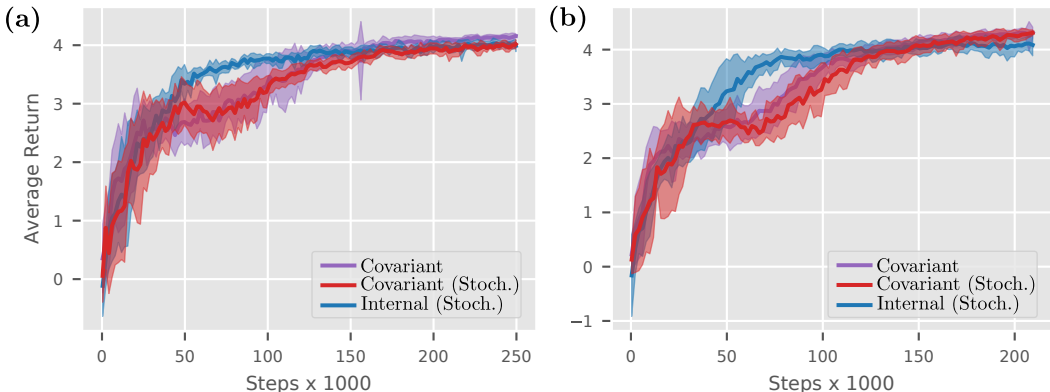 (a)
Average Return
4
3
2
1
0
Covariant
Covariant (Stoch.)
Internal (Stoch.)
0 50 100 150 200 250
Steps x 1000
(b)
4
3
2
1
0
−1
Covariant
Covariant (Stoch.)
Internal (Stoch.)
0 50 100 150 200
Steps x 1000